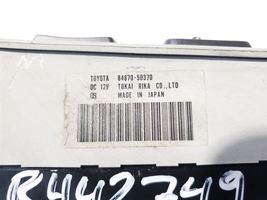 TOYOTA 84870-50370
DC 12V TOKAI RIKA CO.,LTD
MADE IN JAPAN
R442749